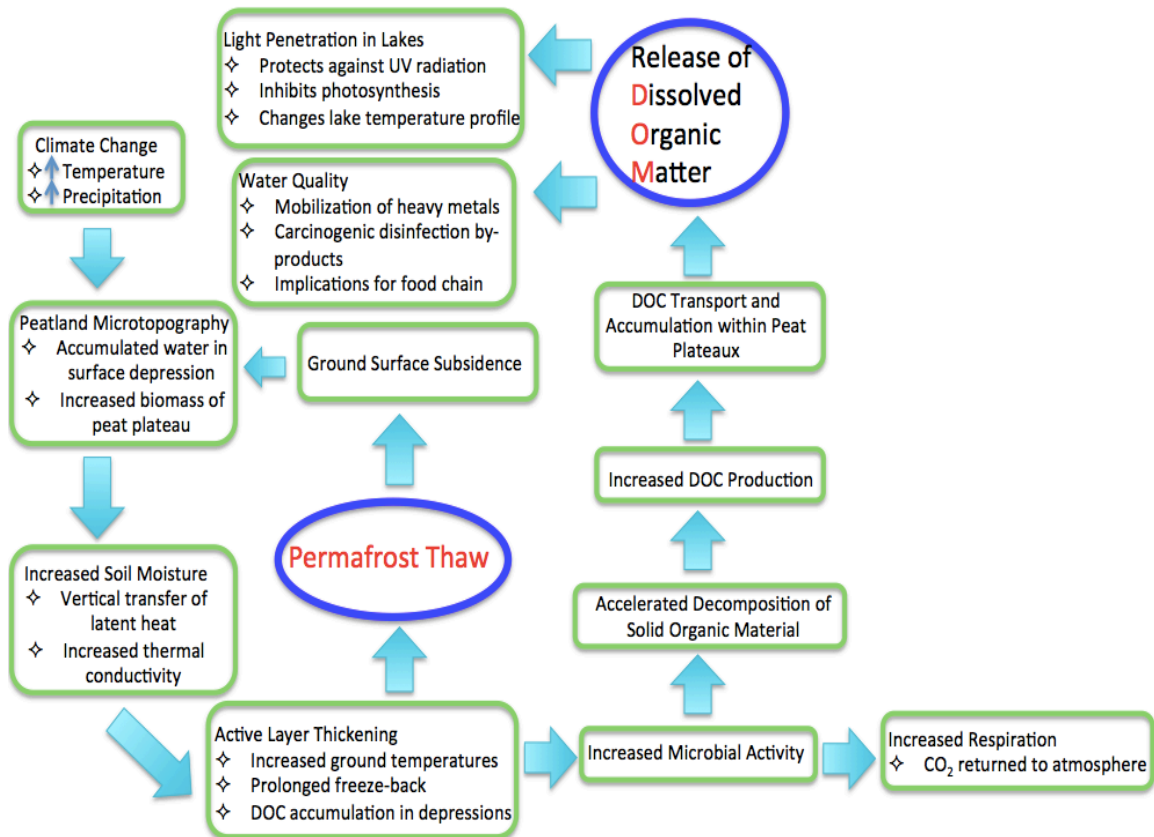 Light Penetration in Lakes
✧ Protects against UV radiation
✧ Inhibits photosynthesis
✧ Changes lake temperature profile
Release of
Dissolved
Organic
Matter
Climate Change
✧ ↑ Temperature
✧ ↑ Precipitation
Water Quality
✧ Mobilization of heavy metals
✧ Carcinogenic disinfection by-
products
✧ Implications for food chain
DOC Transport and
Accumulation within Peat
Plateaux
Peatland Microtopography
✧ Accumulated water in
surface depression
✧ Increased biomass of
peat plateau
Ground Surface Subsidence
Increased DOC Production
Permafrost Thaw
Increased Soil Moisture
✧ Vertical transfer of
latent heat
✧ Increased thermal
conductivity
Accelerated Decomposition of
Solid Organic Material
Active Layer Thickening
✧ Increased ground temperatures
✧ Prolonged freeze-back
✧ DOC accumulation in depressions
Increased Microbial Activity
Increased Respiration
✧ CO₂ returned to atmosphere